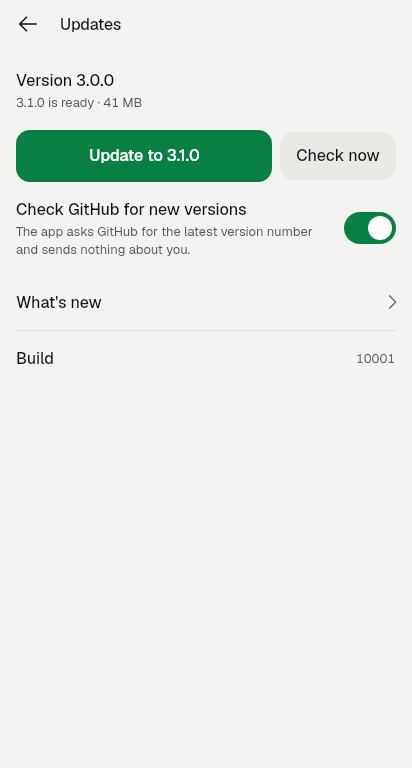 Updates
Version 3.0.0
3.1.0 is ready · 41 MB
Update to 3.1.0
Check now
Check GitHub for new versions
The app asks GitHub for the latest version number
and sends nothing about you.
What's new
Build
10001